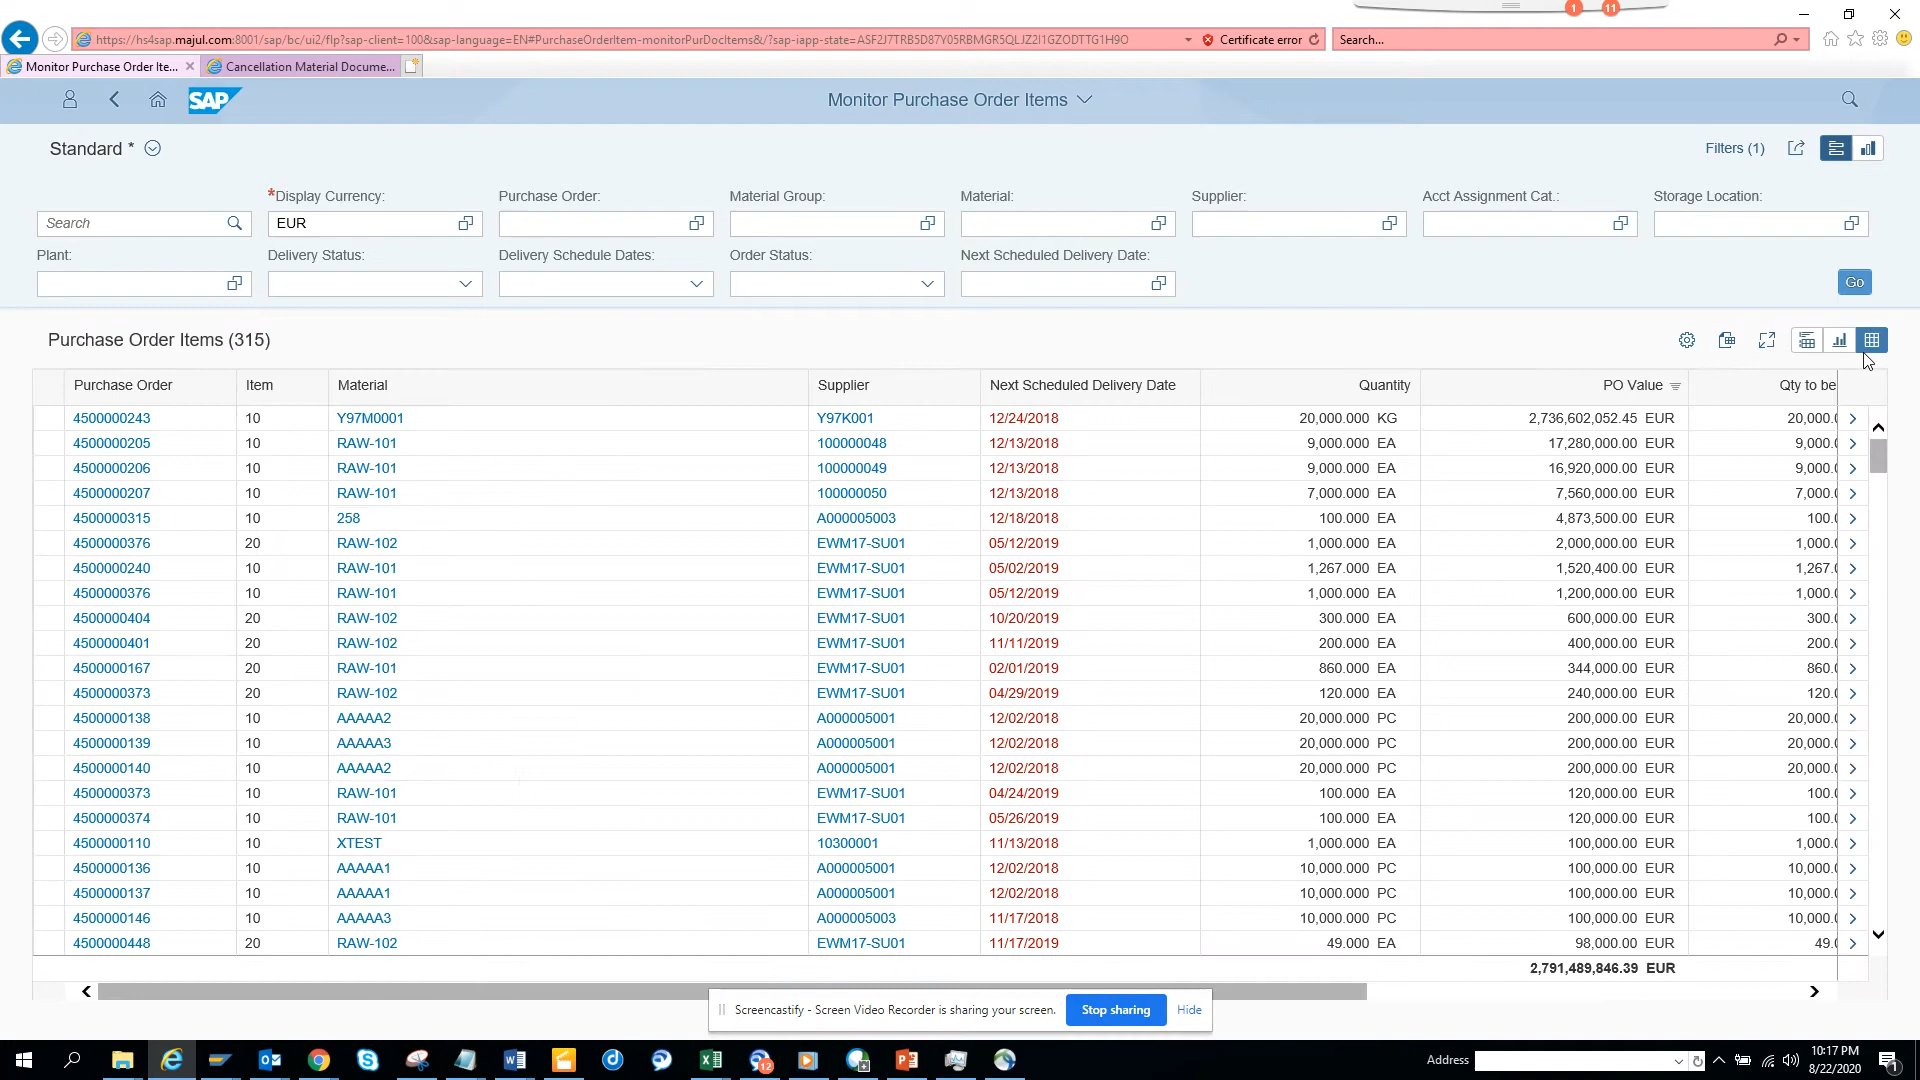 1 11
https://hs4sap.majul.com:8001/sap/bc/ui2/flp?sap-client=100&sap-language=EN#PurchaseOrderItem-monitorPurDocItems&/?sap-iapp-state=ASF2J7TRB5D87Y05RBMGR5QLJZ2I1GZODTTG1H9O Certificate error Search...
Monitor Purchase Order Ite... Cancellation Material Docume...
SAP Monitor Purchase Order Items
Standard * Filters (1)
*Display Currency: Purchase Order: Material Group: Material: Supplier: Acct Assignment Cat.: Storage Location:
Search EUR
Plant: Delivery Status: Delivery Schedule Dates: Order Status: Next Scheduled Delivery Date:
Go
Purchase Order Items (315)
Purchase Order Item Material Supplier Next Scheduled Delivery Date Quantity PO Value Qty to be
4500000243 10 Y97M0001 Y97K001 12/24/2018 20,000.000 KG 2,736,602,052.45 EUR 20,000.
4500000205 10 RAW-101 100000048 12/13/2018 9,000.000 EA 17,280,000.00 EUR 9,000.
4500000206 10 RAW-101 100000049 12/13/2018 9,000.000 EA 16,920,000.00 EUR 9,000.
4500000207 10 RAW-101 100000050 12/13/2018 7,000.000 EA 7,560,000.00 EUR 7,000.
4500000315 10 258 A000005003 12/18/2018 100.000 EA 4,873,500.00 EUR 100.
4500000376 20 RAW-102 EWM17-SU01 05/12/2019 1,000.000 EA 2,000,000.00 EUR 1,000.
4500000240 10 RAW-101 EWM17-SU01 05/02/2019 1,267.000 EA 1,520,400.00 EUR 1,267.
4500000376 10 RAW-101 EWM17-SU01 05/12/2019 1,000.000 EA 1,200,000.00 EUR 1,000.
4500000404 20 RAW-102 EWM17-SU01 10/20/2019 300.000 EA 600,000.00 EUR 300.
4500000401 20 RAW-102 EWM17-SU01 11/11/2019 200.000 EA 400,000.00 EUR 200.
4500000167 20 RAW-101 EWM17-SU01 02/01/2019 860.000 EA 344,000.00 EUR 860.
4500000373 20 RAW-102 EWM17-SU01 04/29/2019 120.000 EA 240,000.00 EUR 120.
4500000138 10 AAAAA2 A000005001 12/02/2018 20,000.000 PC 200,000.00 EUR 20,000.
4500000139 10 AAAAA3 A000005001 12/02/2018 20,000.000 PC 200,000.00 EUR 20,000.
4500000140 10 AAAAA2 A000005001 12/02/2018 20,000.000 PC 200,000.00 EUR 20,000.
4500000373 10 RAW-101 EWM17-SU01 04/24/2019 100.000 EA 120,000.00 EUR 100.
4500000374 10 RAW-101 EWM17-SU01 05/26/2019 100.000 EA 120,000.00 EUR 100.
4500000110 10 XTEST 10300001 11/13/2018 1,000.000 EA 100,000.00 EUR 1,000.
4500000136 10 AAAAA1 A000005001 12/02/2018 10,000.000 PC 100,000.00 EUR 10,000.
4500000137 10 AAAAA1 A000005001 12/02/2018 10,000.000 PC 100,000.00 EUR 10,000.
4500000146 10 AAAAA3 A000005003 11/17/2018 10,000.000 PC 100,000.00 EUR 10,000.
4500000448 20 RAW-102 EWM17-SU01 11/17/2019 49.000 EA 98,000.00 EUR 49.
2,791,489,846.39 EUR
Screencastify - Screen Video Recorder is sharing your screen. Stop sharing Hide
12 Address 10:17 PM
8/22/2020 1